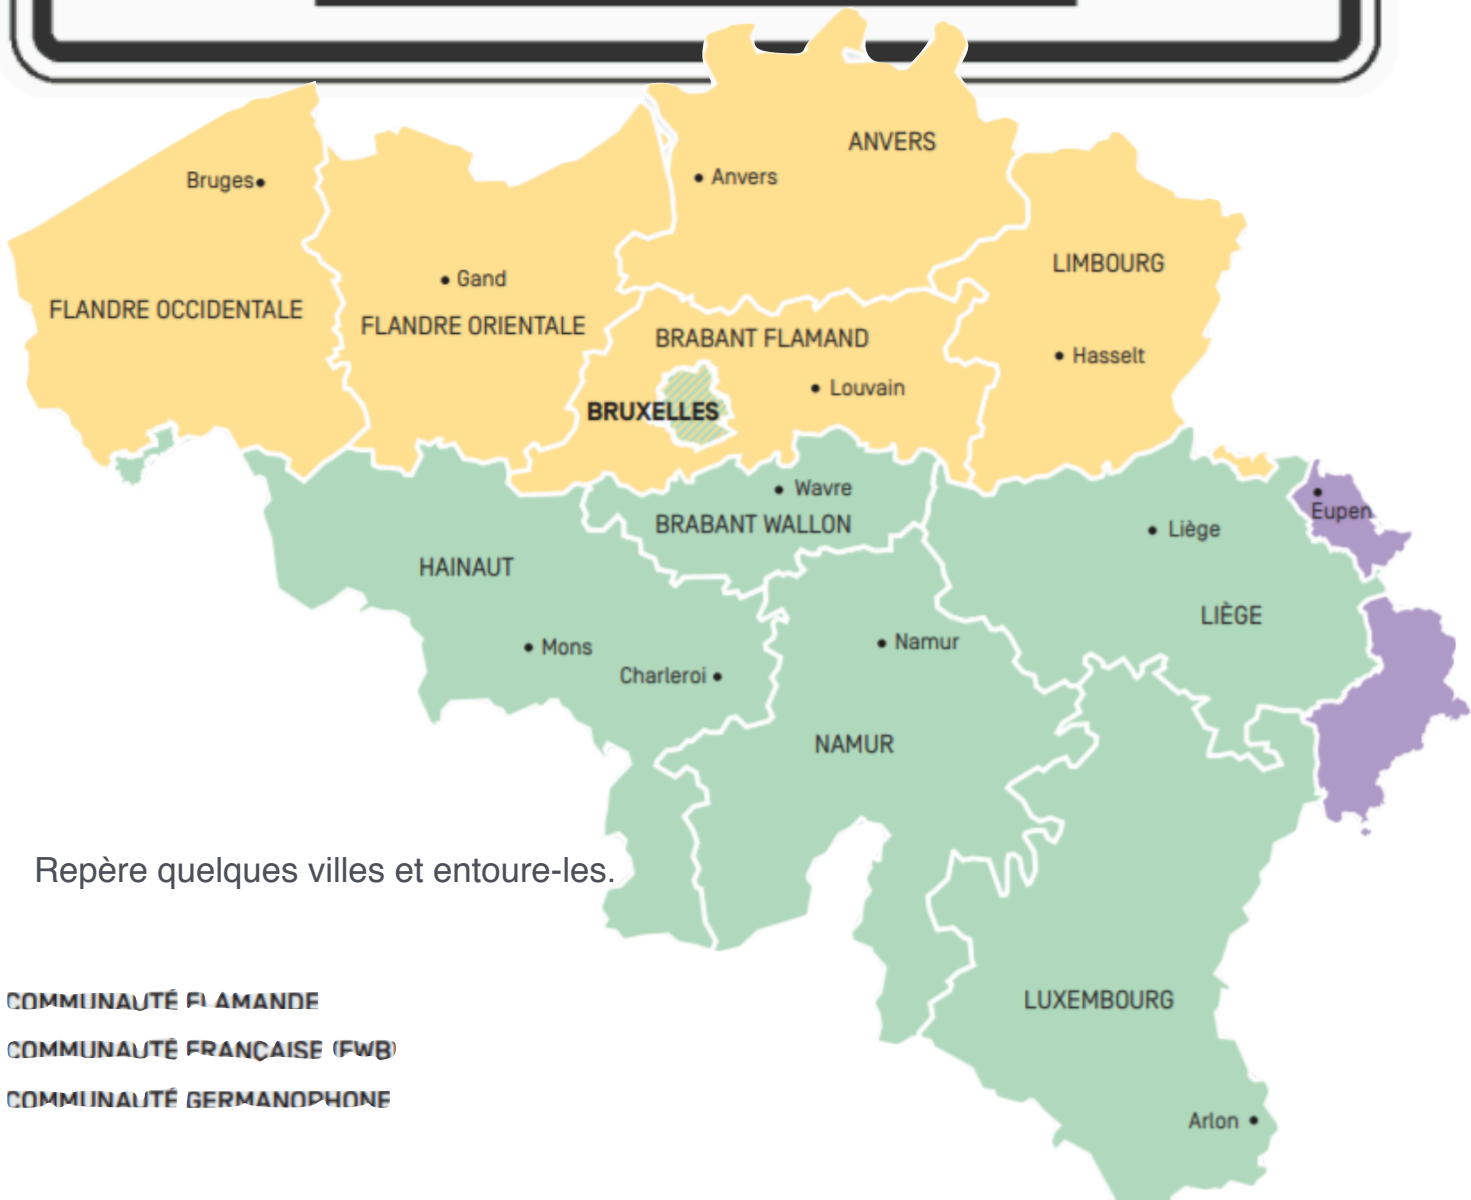 ANVERS
Anvers
Bruges
LIMBOURG
Gand
FLANDRE OCCIDENTALE
FLANDRE ORIENTALE
BRABANT FLAMAND
Hasselt
Louvain
BRUXELLES
Wavre
Eupen
BRABANT WALLON
Liège
HAINAUT
LIÈGE
Namur
Mons
Charleroi
NAMUR
Repère quelques villes et entoure-les.
COMMUNAUTÉ FLAMANDE
LUXEMBOURG
COMMUNAUTÉ FRANÇAISE (FWB)
COMMUNAUTÉ GERMANOPHONE
Arlon